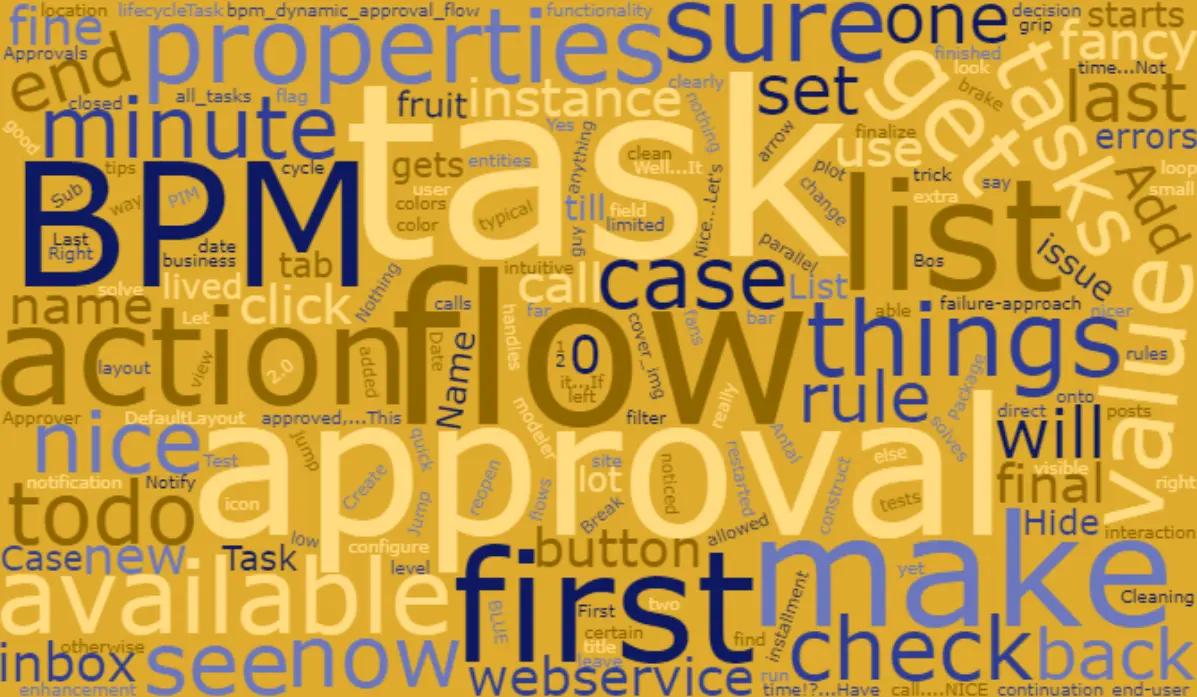 location lifecycleTask bpm_dynamic_approval_flow functionality decision starts
fine properties sure one grip
Approvals finished fancy
end closed all_tasks flag clearly look time...Not
fruit instance set get tasks last
good minute Yes nothing arrow brake errors
tips cycle gets entities anything clean Well...It plot use finalize loop
BPM task trick say small
Sub way PIM user field change extra list Add
colors typical guy till limited Nice...Let's
Last color
Right date parallel issue
business tab intuitive case Bos
solve lived call List value
name click Nothing calls far handles cover_img fans bar able failure-approach nicer
Let things
action flow
layout view 2.0 added Date Name 1 2 0 it...If left really Package rules
rule onto
Approver DefaultLayout approved,...This modeler filter direct posts
nice jump quick approval Antal solves will
Test site else visible
notification Notify Create reopen noticed restarted final right
todo icon Jump flows lot Break construct tests
low allowed Hide interaction
Case new Task configure button make
available level first yet
BLUE First two Cleaning
certain installment
otherwise title find check back
inbox see now leave run
enhancement webservice time!?...Have call....NICE continuation end-user